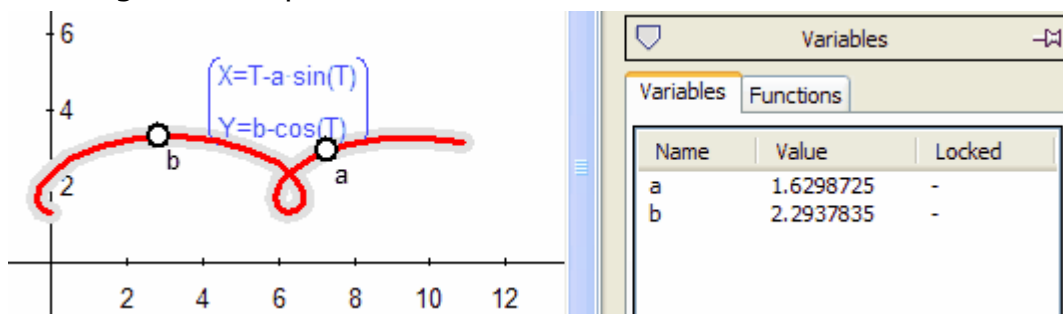 6
4
2
X=T-a·sin(T)
Y=b-cos(T)
b
a
2 4 6 8 10 12
Variables
Variables Functions
Name Value Locked
a 1.6298725 -
b 2.2937835 -